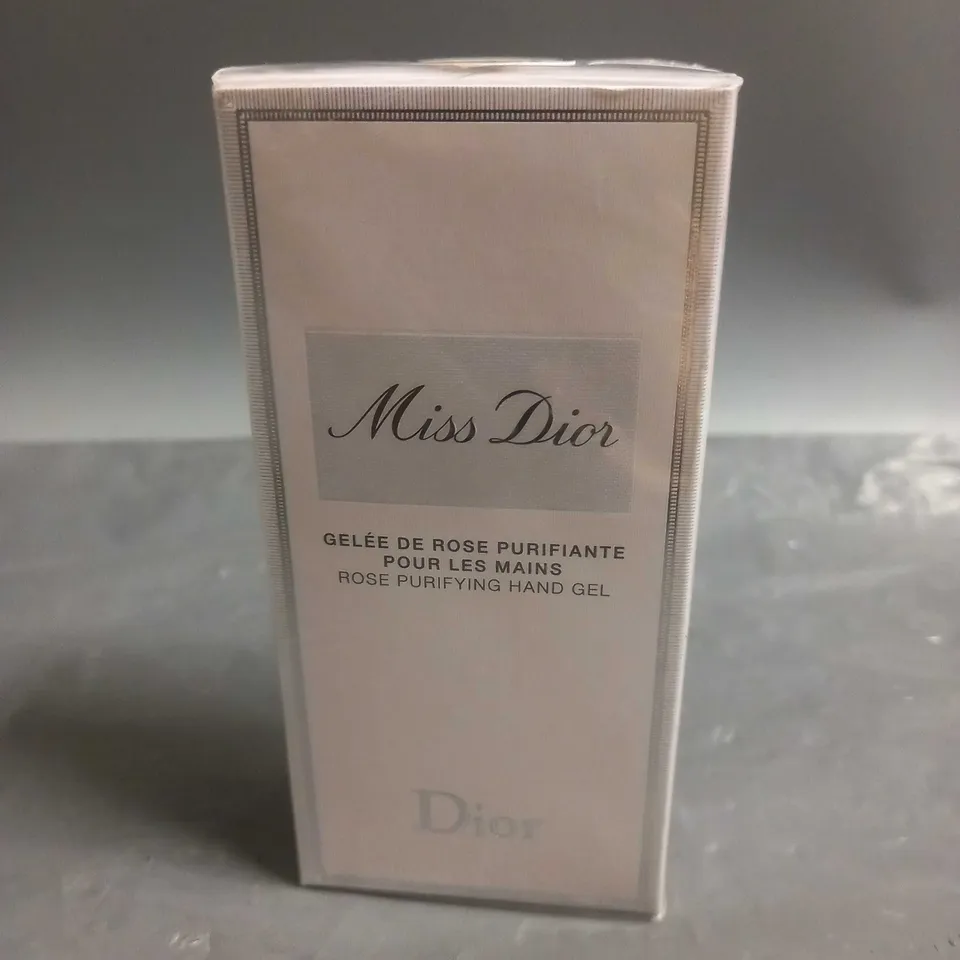 Miss Dior
GELÉE DE ROSE PURIFIANTE
POUR LES MAINS
ROSE PURIFYING HAND GEL
Dior